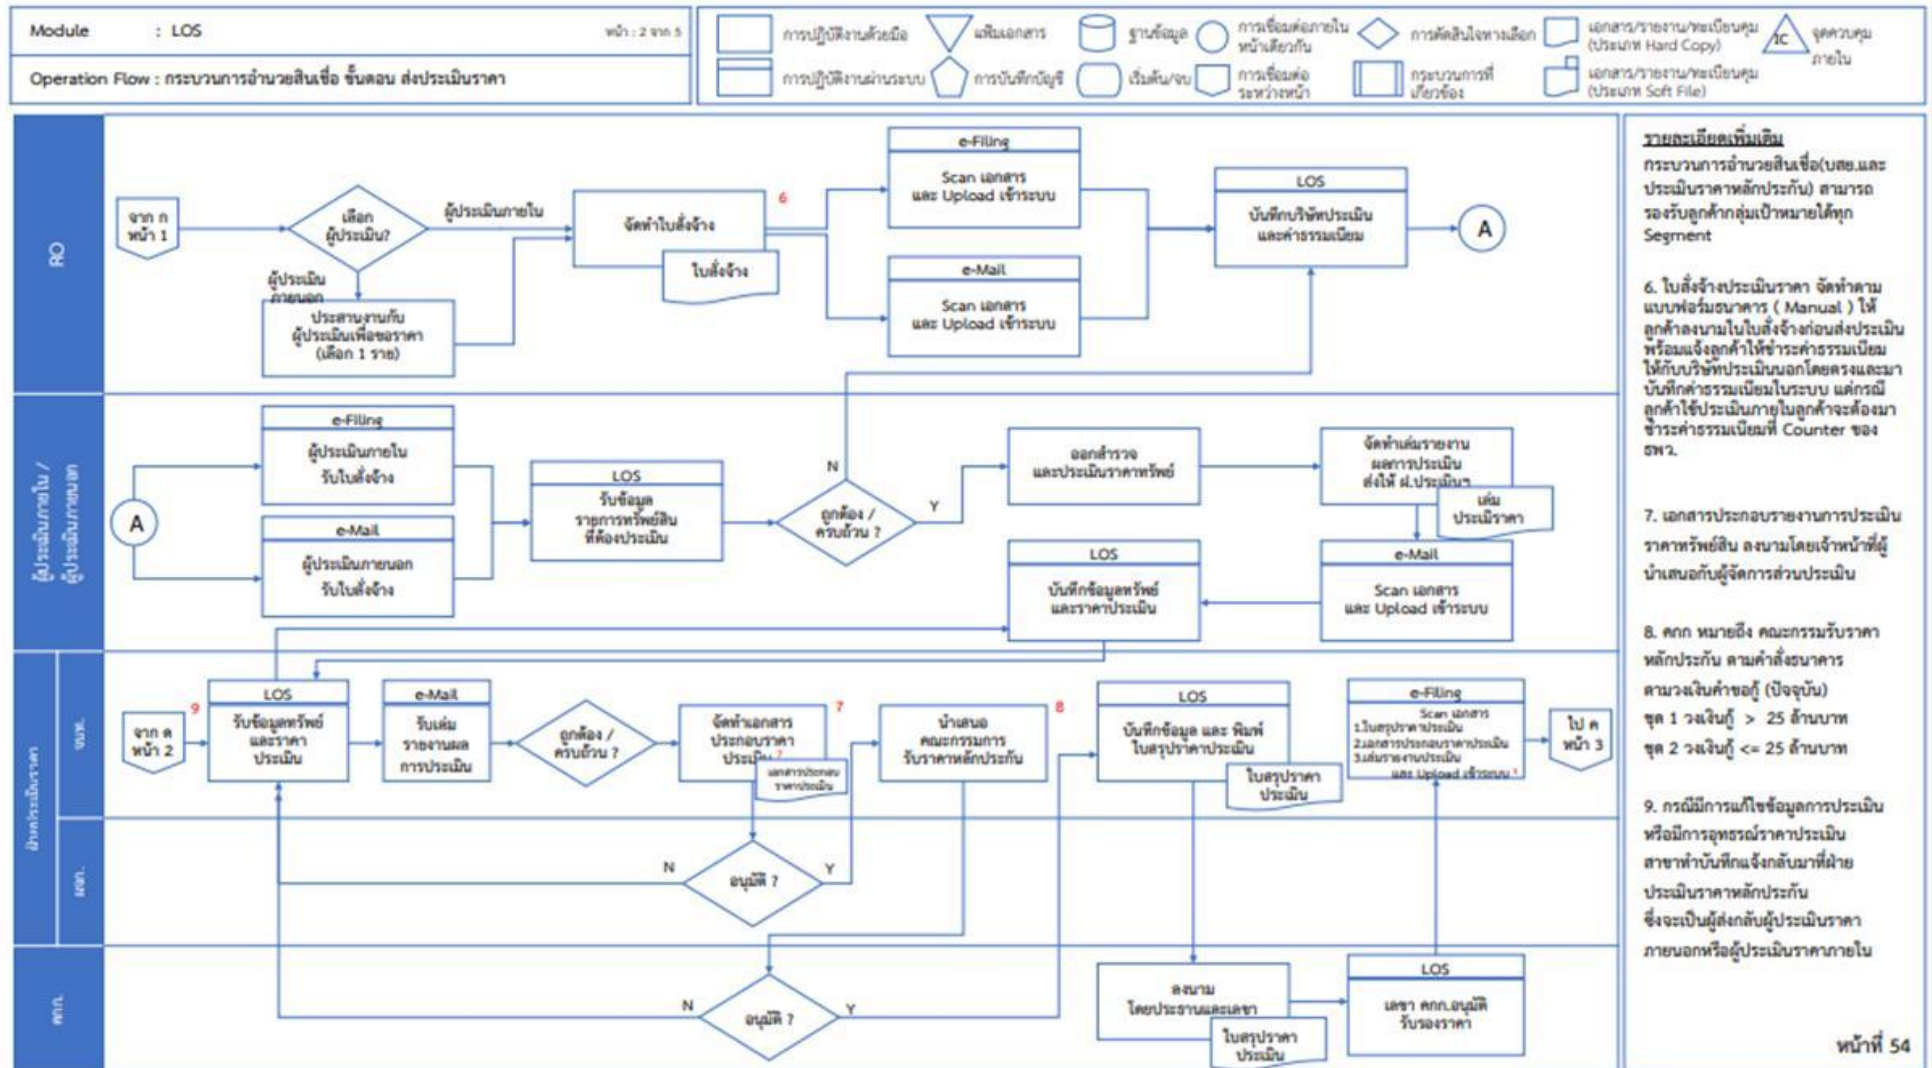 Module : LOS
หน้า : 2 จาก 5
Operation Flow : กระบวนการอำนวยสินเชื่อ ขั้นตอน ส่งประเมินราคา
การปฏิบัติงานด้วยมือ
แฟ้มเอกสาร
ฐานข้อมูล
การเชื่อมต่อภายใน
หน้าเดียวกัน
การตัดสินใจทางเลือก
เอกสาร/รายงาน/ทะเบียนคุม
(ประเภท Hard Copy)
IC
จุดควบคุม
ภายใน
การปฏิบัติงานผ่านระบบ
การบันทึกบัญชี
เริ่มต้น/จบ
การเชื่อมต่อ
ระหว่างหน้า
กระบวนการที่
เกี่ยวข้อง
เอกสาร/รายงาน/ทะเบียนคุม
(ประเภท Soft File)
RO
จาก ก
หน้า 1
เลือก
ผู้ประเมิน?
ผู้ประเมินภายใน
ผู้ประเมิน
ภายนอก
ประสานงานกับ
ผู้ประเมินเพื่อขอราคา
(เลือก 1 ราย)
จัดทำใบสั่งจ้าง
6
ใบสั่งจ้าง
e-Filing
Scan เอกสาร
และ Upload เข้าระบบ
e-Mail
Scan เอกสาร
และ Upload เข้าระบบ
LOS
บันทึกบริษัทประเมิน
และค่าธรรมเนียม
A
ผู้ประเมินภายใน /
ผู้ประเมินภายนอก
A
e-Filing
ผู้ประเมินภายใน
รับใบสั่งจ้าง
e-Mail
ผู้ประเมินภายนอก
รับใบสั่งจ้าง
LOS
รับข้อมูล
รายการทรัพย์สิน
ที่ต้องประเมิน
ถูกต้อง /
ครบถ้วน ?
N
Y
ออกสำรวจ
และประเมินราคาทรัพย์
จัดทำเล่มรายงาน
ผลการประเมิน
ส่งให้ ฝ.ประเมินฯ
เล่ม
ประเมิราคา
LOS
บันทึกข้อมูลทรัพย์
และราคาประเมิน
e-Mail
Scan เอกสาร
และ Upload เข้าระบบ
ฝ่ายประเมินราคา
จนท.
จาก ด
หน้า 2
9
LOS
รับข้อมูลทรัพย์
และราคา
ประเมิน
e-Mail
รับเล่ม
รายงานผล
การประเมิน
ถูกต้อง /
ครบถ้วน ?
จัดทำเอกสาร
ประกอบราคา
ประเมิน 7
7
เอกสารประกอบ
ราคาประเมิน
นำเสนอ
คณะกรรมการ
รับราคาหลักประกัน
8
LOS
บันทึกข้อมูล และ พิมพ์
ใบสรุปราคาประเมิน
ใบสรุปราคา
ประเมิน
e-Filing
Scan เอกสาร
1.ใบสรุปราคาประเมิน
2.เอกสารประกอบราคาประเมิน
3.เล่มรายงานประเมิน
และ Upload เข้าระบบ
ไป ค
หน้า 3
ผจก.
N
อนุมัติ ?
Y
คกก.
N
อนุมัติ ?
Y
ลงนาม
โดยประธานและเลขา
ใบสรุปราคา
ประเมิน
LOS
เลขา คกก.อนุมัติ
รับรองราคา
รายละเอียดเพิ่มเติม
กระบวนการอำนวยสินเชื่อ(บสย.และ
ประเมินราคาหลักประกัน) สามารถ
รองรับลูกค้ากลุ่มเป้าหมายได้ทุก
Segment
6. ใบสั่งจ้างประเมินราคา จัดทำตาม
แบบฟอร์มธนาคาร ( Manual ) ให้
ลูกค้าลงนามในใบสั่งจ้างก่อนส่งประเมิน
พร้อมแจ้งลูกค้าให้ชำระค่าธรรมเนียม
ให้กับบริษัทประเมินนอกโดยตรงและมา
บันทึกค่าธรรมเนียมในระบบ แต่กรณี
ลูกค้าใช้ประเมินภายในลูกค้าจะต้องมา
ชำระค่าธรรมเนียมที่ Counter ของ
ธพว.
7. เอกสารประกอบรายงานการประเมิน
ราคาทรัพย์สิน ลงนามโดยเจ้าหน้าที่ผู้
นำเสนอกับผู้จัดการส่วนประเมิน
8. คกก หมายถึง คณะกรรมรับราคา
หลักประกัน ตามคำสั่งธนาคาร
ตามวงเงินคำขอกู้ (ปัจจุบัน)
ชุด 1 วงเงินกู้ > 25 ล้านบาท
ชุด 2 วงเงินกู้ <= 25 ล้านบาท
9. กรณีมีการแก้ไขข้อมูลการประเมิน
หรือมีการอุทธรณ์ราคาประเมิน
สาขาทำบันทึกแจ้งกลับมาที่ฝ่าย
ประเมินราคาหลักประกัน
ซึ่งจะเป็นผู้ส่งกลับผู้ประเมินราคา
ภายนอกหรือผู้ประเมินราคาภายใน
หน้าที่ 54